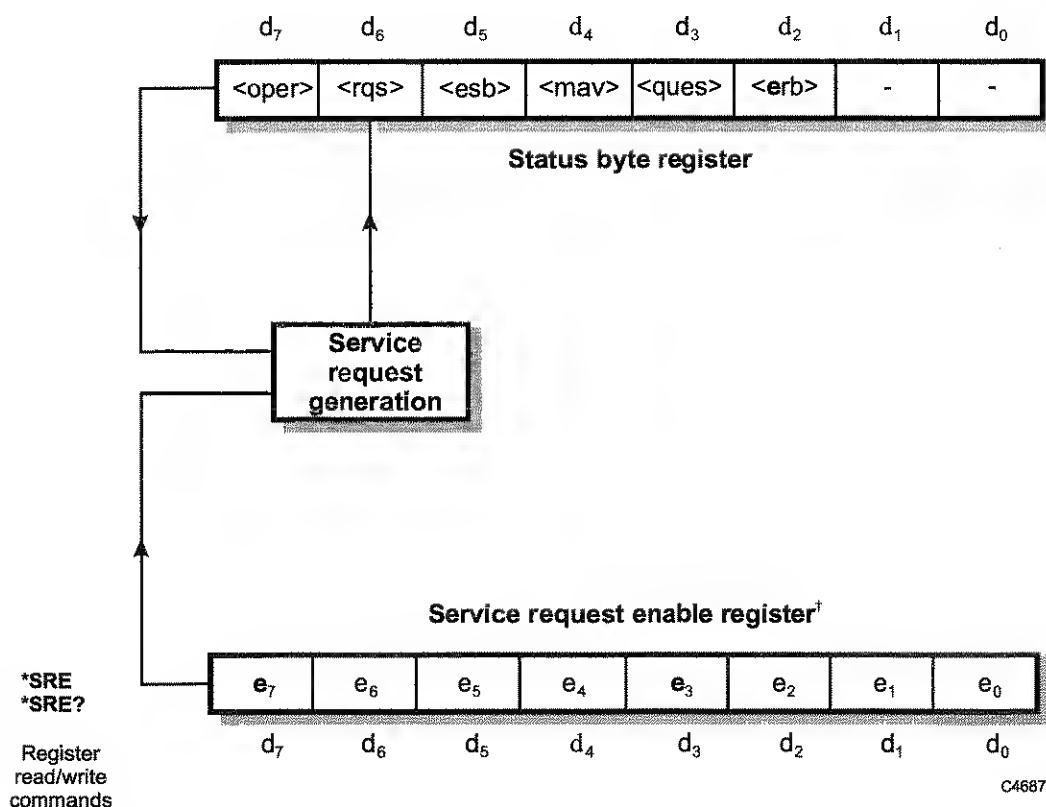 d₇ d₆ d₅ d₄ d₃ d₂ d₁ d₀
<oper> <rqs> <esb> <mav> <ques> <erb> - -
Status byte register
Service
request
generation
Service request enable register†
*SRE
*SRE?
e₇ e₆ e₅ e₄ e₃ e₂ e₁ e₀
d₇ d₆ d₅ d₄ d₃ d₂ d₁ d₀
Register
read/write
commands
C4687